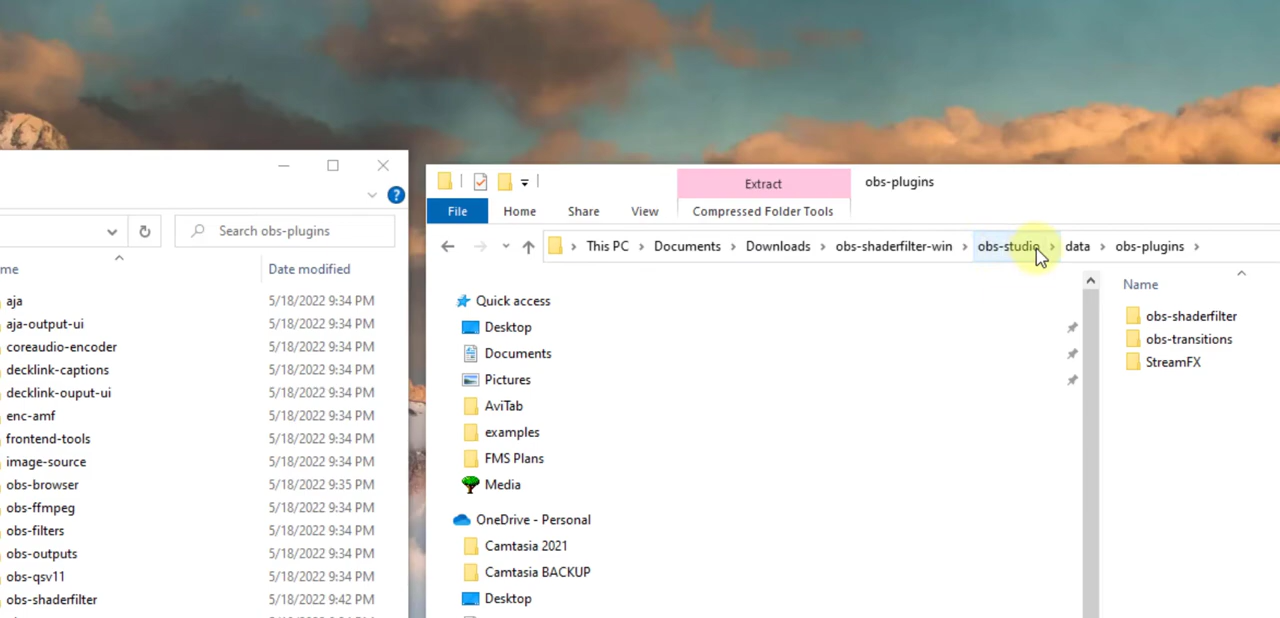 Search obs-plugins
me
Date modified
aja
5/18/2022 9:34 PM
aja-output-ui
5/18/2022 9:34 PM
coreaudio-encoder
5/18/2022 9:34 PM
decklink-captions
5/18/2022 9:34 PM
decklink-ouput-ui
5/18/2022 9:34 PM
enc-amf
5/18/2022 9:34 PM
frontend-tools
5/18/2022 9:34 PM
image-source
5/18/2022 9:34 PM
obs-browser
5/18/2022 9:35 PM
obs-ffmpeg
5/18/2022 9:34 PM
obs-filters
5/18/2022 9:34 PM
obs-outputs
5/18/2022 9:34 PM
obs-qsv11
5/18/2022 9:34 PM
obs-shaderfilter
5/18/2022 9:42 PM
Extract
obs-plugins
File
Home
Share
View
Compressed Folder Tools
This PC
Documents
Downloads
obs-shaderfilter-win
obs-studio
data
obs-plugins
Quick access
Desktop
Documents
Pictures
AviTab
examples
FMS Plans
Media
OneDrive - Personal
Camtasia 2021
Camtasia BACKUP
Desktop
Name
obs-shaderfilter
obs-transitions
StreamFX